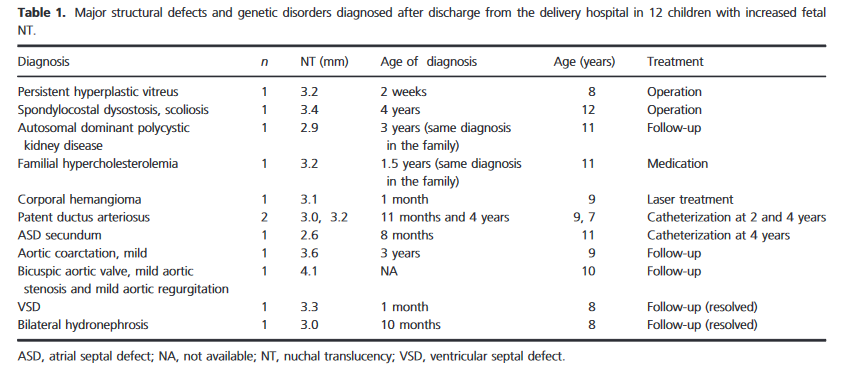 Table 1. Major structural defects and genetic disorders diagnosed after discharge from the delivery hospital in 12 children with increased fetal
NT.
Diagnosis n NT (mm) Age of diagnosis Age (years) Treatment
Persistent hyperplastic vitreus 1 3.2 2 weeks 8 Operation
Spondylocostal dysostosis, scoliosis 1 3.4 4 years 12 Operation
Autosomal dominant polycystic 1 2.9 3 years (same diagnosis 11 Follow-up
kidney disease in the family)
Familial hypercholesterolemia 1 3.2 1.5 years (same diagnosis 11 Medication
in the family)
Corporal hemangioma 1 3.1 1 month 9 Laser treatment
Patent ductus arteriosus 2 3.0, 3.2 11 months and 4 years 9, 7 Catheterization at 2 and 4 years
ASD secundum 1 2.6 8 months 11 Catheterization at 4 years
Aortic coarctation, mild 1 3.6 3 years 9 Follow-up
Bicuspic aortic valve, mild aortic 1 4.1 NA 10 Follow-up
stenosis and mild aortic regurgitation
VSD 1 3.3 1 month 8 Follow-up (resolved)
Bilateral hydronephrosis 1 3.0 10 months 8 Follow-up (resolved)
ASD, atrial septal defect; NA, not available; NT, nuchal translucency; VSD, ventricular septal defect.